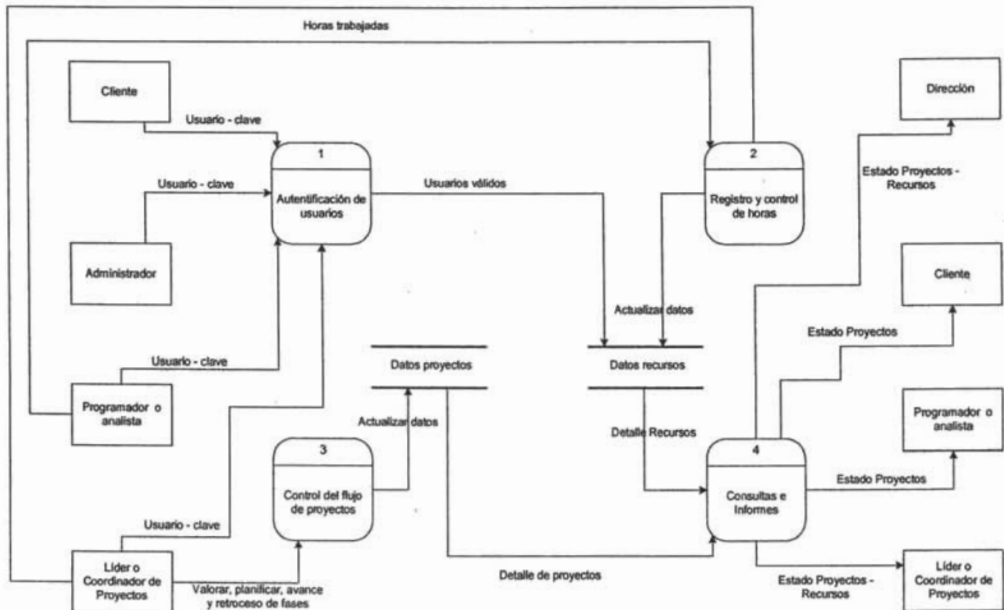 Horas trabajadas
Cliente
Dirección
Usuario - clave
1
2
Estado Proyectos -
Recursos
Usuario - clave
Autentificación de
usuarios
Usuarios válidos
Registro y control
de horas
Administrador
Cliente
Actualizar datos
Estado Proyectos
Usuario - clave
Datos proyectos
Datos recursos
Programador o
analista
Programador o
analista
Actualizar datos
Detalle Recursos
3
4
Control del flujo
de proyectos
Consultas e
Informes
Estado Proyectos
Usuario - clave
Líder o
Coordinador de
Proyectos
Valorar, planificar, avance
y retroceso de fases
Detalle de proyectos
Estado Proyectos -
Recursos
Líder o
Coordinador de
Proyectos